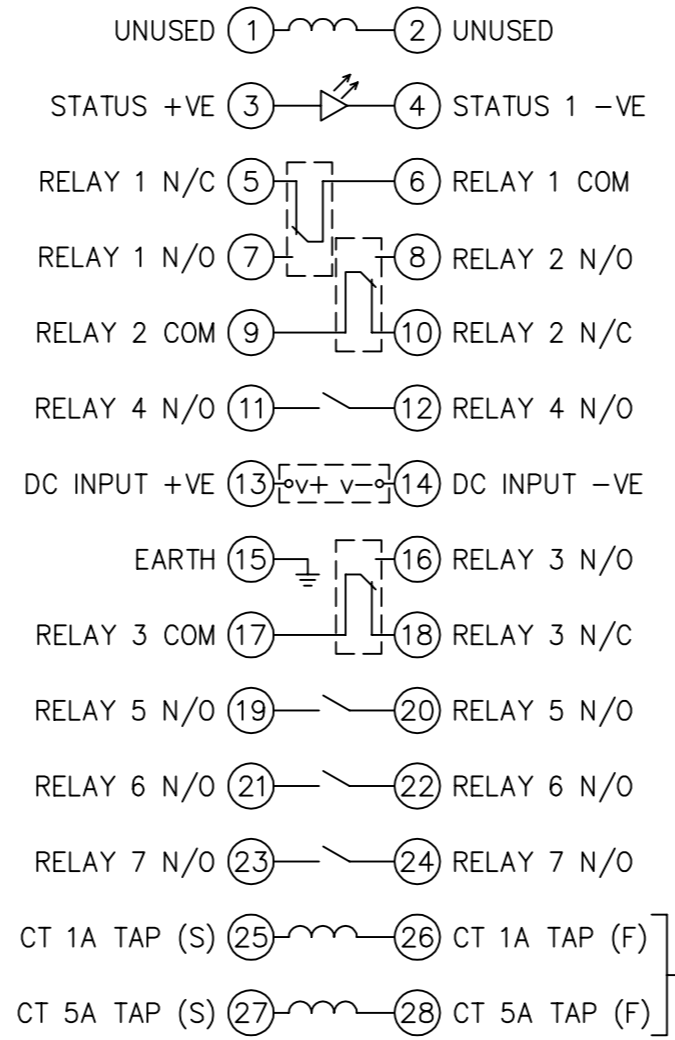 UNUSED 1 2 UNUSED
STATUS +VE 3 4 STATUS 1 −VE
RELAY 1 N/C 5 6 RELAY 1 COM
RELAY 1 N/O 7 8 RELAY 2 N/O
RELAY 2 COM 9 10 RELAY 2 N/C
RELAY 4 N/O 11 12 RELAY 4 N/O
DC INPUT +VE 13 v+ v− 14 DC INPUT −VE
EARTH 15 16 RELAY 3 N/O
RELAY 3 COM 17 18 RELAY 3 N/C
RELAY 5 N/O 19 20 RELAY 5 N/O
RELAY 6 N/O 21 22 RELAY 6 N/O
RELAY 7 N/O 23 24 RELAY 7 N/O
CT 1A TAP (S) 25 26 CT 1A TAP (F)
CT 5A TAP (S) 27 28 CT 5A TAP (F)